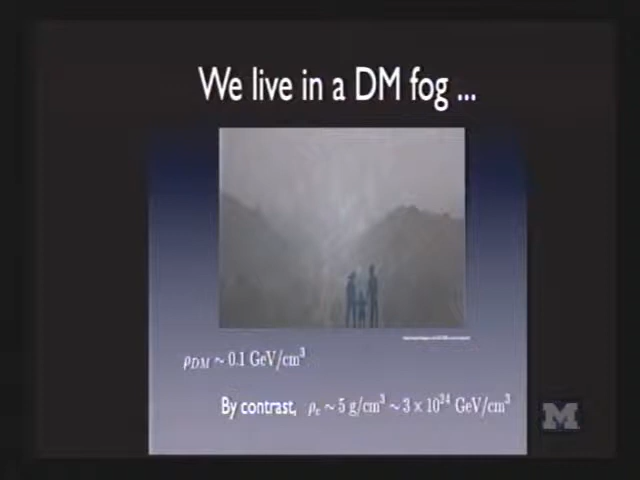 We live in a DM fog ...
ρ_DM ~ 0.1 GeV/cm³
By contrast, ρ_e ~ 5 g/cm³ ~ 3 × 10²⁴ GeV/cm³
M